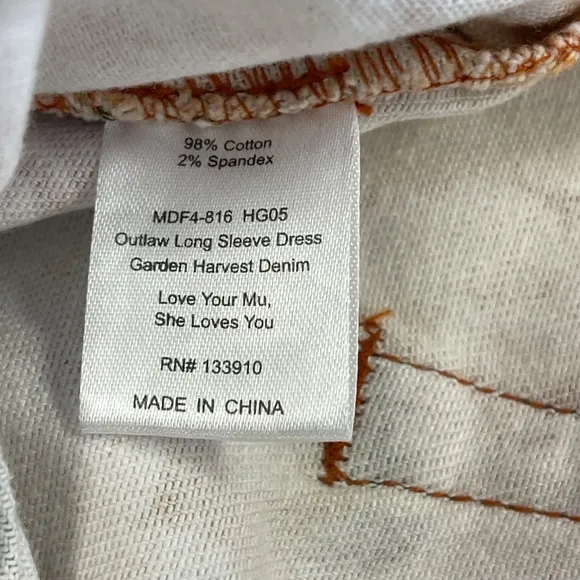 98% Cotton
2% Spandex
MDF4-816 HG05
Outlaw Long Sleeve Dress
Garden Harvest Denim
Love Your Mu,
She Loves You
RN# 133910
MADE IN CHINA